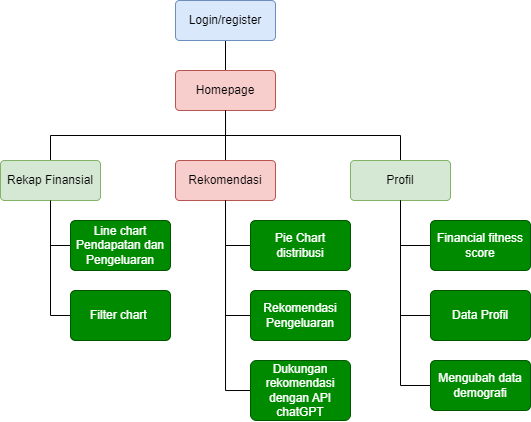 Login/register
Homepage
Rekap Finansial
Rekomendasi
Profil
Line chart
Pendapatan dan
Pengeluaran
Filter chart
Pie Chart
distribusi
Rekomendasi
Pengeluaran
Dukungan
rekomendasi
dengan API
chatGPT
Financial fitness
score
Data Profil
Mengubah data
demografi